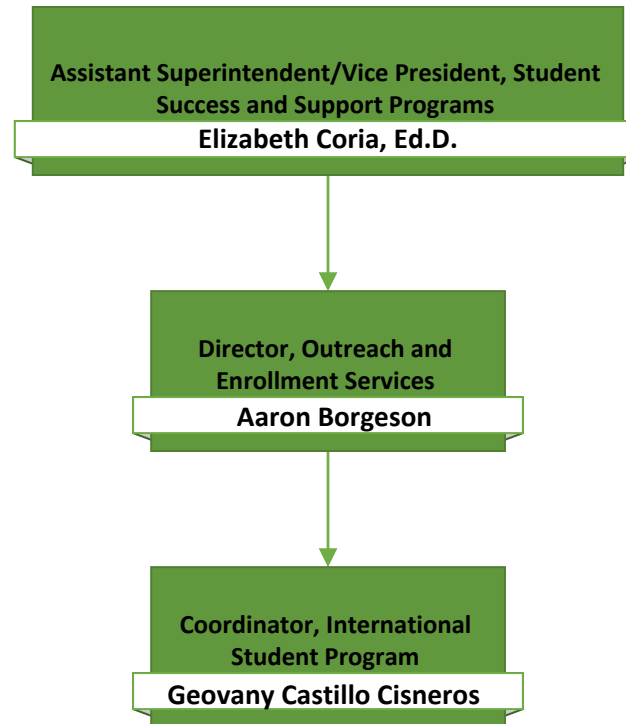 Assistant Superintendent/Vice President, Student
Success and Support Programs
Elizabeth Coria, Ed.D.
Director, Outreach and
Enrollment Services
Aaron Borgeson
Coordinator, International
Student Program
Geovany Castillo Cisneros